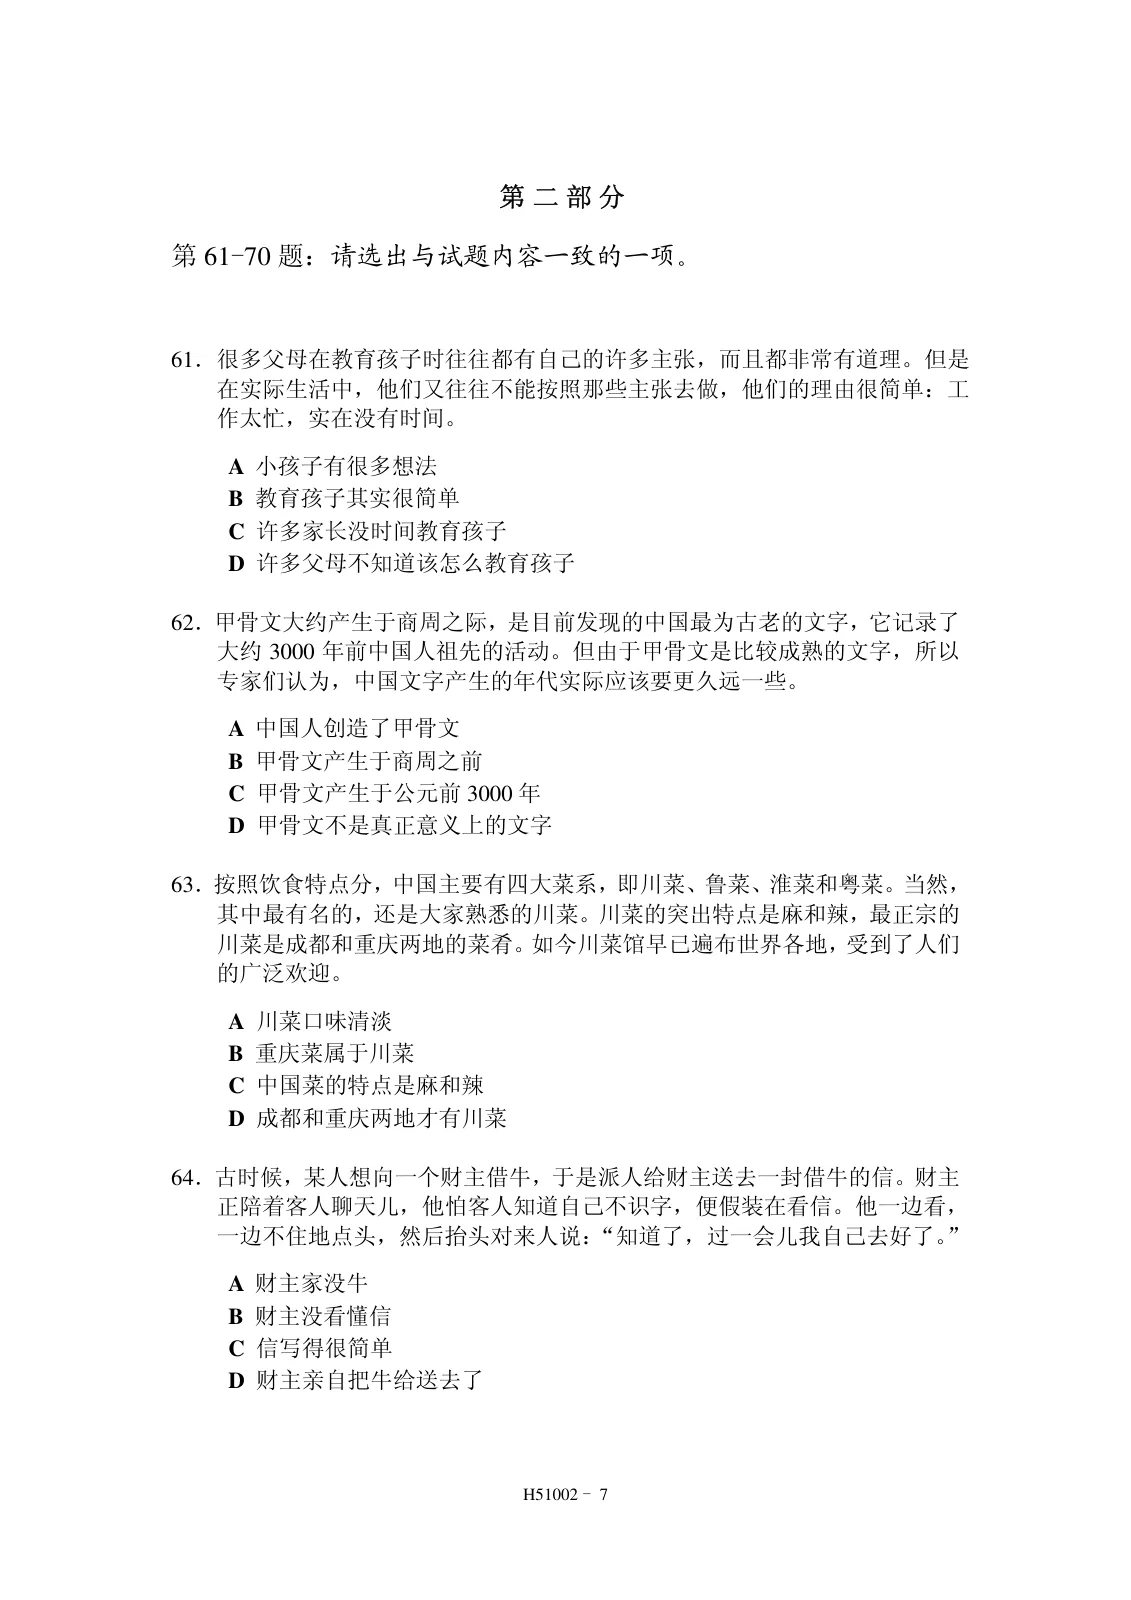 第二部分
第 61-70 题：请选出与试题内容一致的一项。
61．很多父母在教育孩子时往往都有自己的许多主张，而且都非常有道理。但是
在实际生活中，他们又往往不能按照那些主张去做，他们的理由很简单：工
作太忙，实在没有时间。
A 小孩子有很多想法
B 教育孩子其实很简单
C 许多家长没时间教育孩子
D 许多父母不知道该怎么教育孩子
62．甲骨文大约产生于商周之际，是目前发现的中国最为古老的文字，它记录了
大约 3000 年前中国人祖先的活动。但由于甲骨文是比较成熟的文字，所以
专家们认为，中国文字产生的年代实际应该要更久远一些。
A 中国人创造了甲骨文
B 甲骨文产生于商周之前
C 甲骨文产生于公元前 3000 年
D 甲骨文不是真正意义上的文字
63．按照饮食特点分，中国主要有四大菜系，即川菜、鲁菜、淮菜和粤菜。当然，
其中最有名的，还是大家熟悉的川菜。川菜的突出特点是麻和辣，最正宗的
川菜是成都和重庆两地的菜肴。如今川菜馆早已遍布世界各地，受到了人们
的广泛欢迎。
A 川菜口味清淡
B 重庆菜属于川菜
C 中国菜的特点是麻和辣
D 成都和重庆两地才有川菜
64．古时候，某人想向一个财主借牛，于是派人给财主送去一封借牛的信。财主
正陪着客人聊天儿，他怕客人知道自己不识字，便假装在看信。他一边看，
一边不住地点头，然后抬头对来人说：“知道了，过一会儿我自己去好了。”
A 财主家没牛
B 财主没看懂信
C 信写得很简单
D 财主亲自把牛给送去了
H51002－ 7